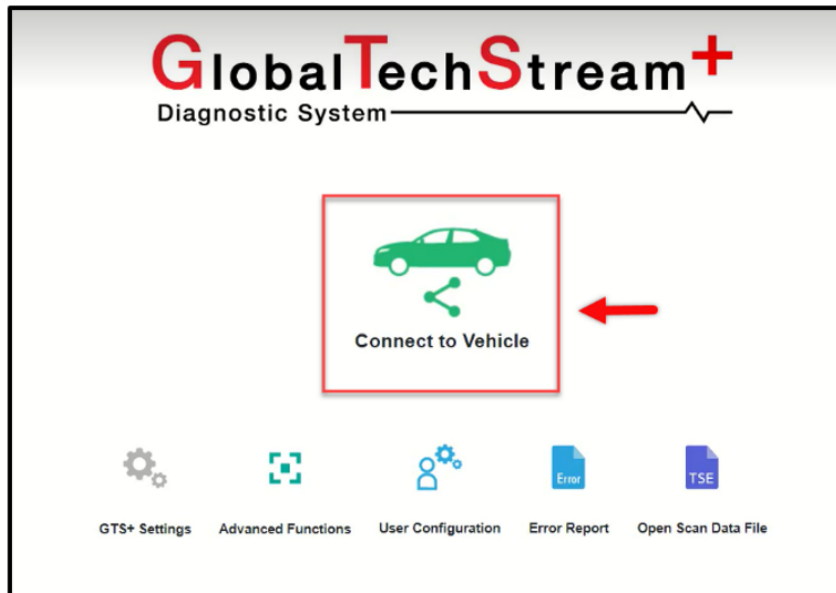 GlobalTechStream+
Diagnostic System
Connect to Vehicle
GTS+ Settings
Advanced Functions
User Configuration
Error
Error Report
TSE
Open Scan Data File